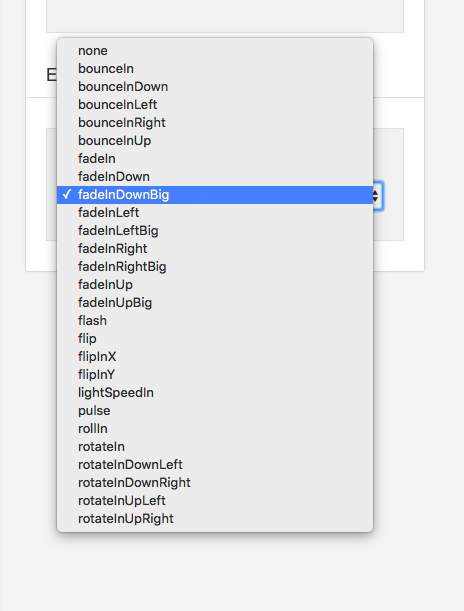 none
bounceIn
bounceInDown
bounceInLeft
bounceInRight
bounceInUp
fadeIn
fadeInDown
✓ fadeInDownBig
fadeInLeft
fadeInLeftBig
fadeInRight
fadeInRightBig
fadeInUp
fadeInUpBig
flash
flip
flipInX
flipInY
lightSpeedIn
pulse
rollIn
rotateIn
rotateInDownLeft
rotateInDownRight
rotateInUpLeft
rotateInUpRight